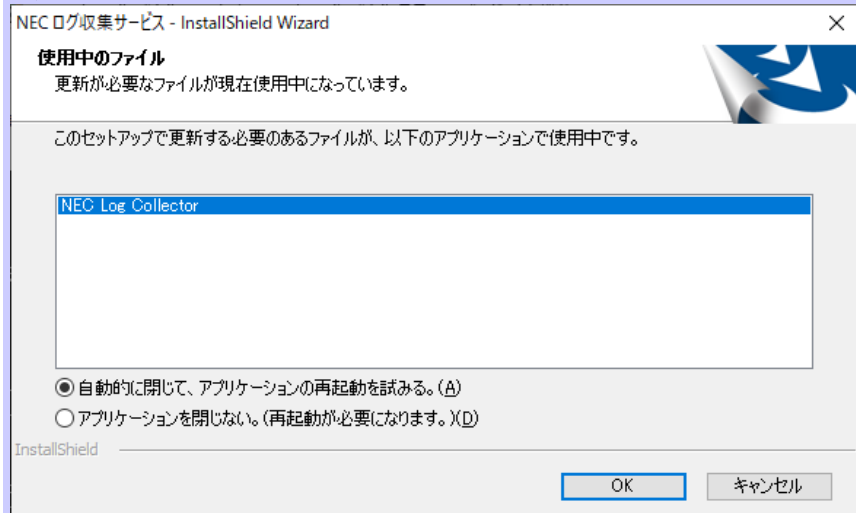 NEC ログ収集サービス - InstallShield Wizard
使用中のファイル
更新が必要なファイルが現在使用中になっています。
このセットアップで更新する必要のあるファイルが、以下のアプリケーションで使用中です。
NEC Log Collector
自動的に閉じて、アプリケーションの再起動を試みる。(A)
アプリケーションを閉じない。(再起動が必要になります。)(D)
InstallShield
OK キャンセル